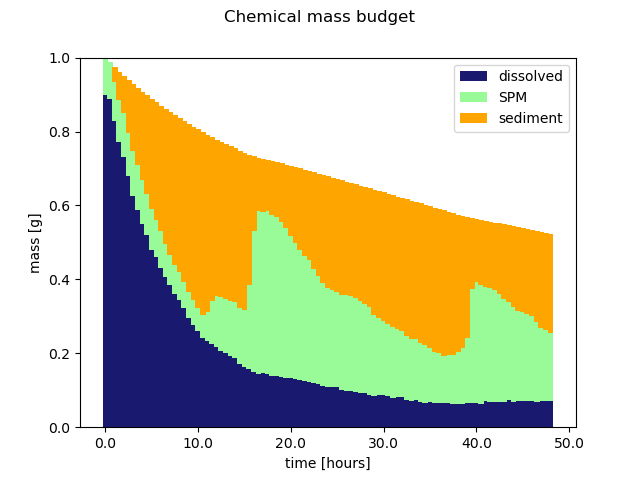 Chemical mass budget
1.0
0.8
0.6
0.4
0.2
0.0
mass [g]
dissolved
SPM
sediment
0.0 10.0 20.0 30.0 40.0 50.0
time [hours]